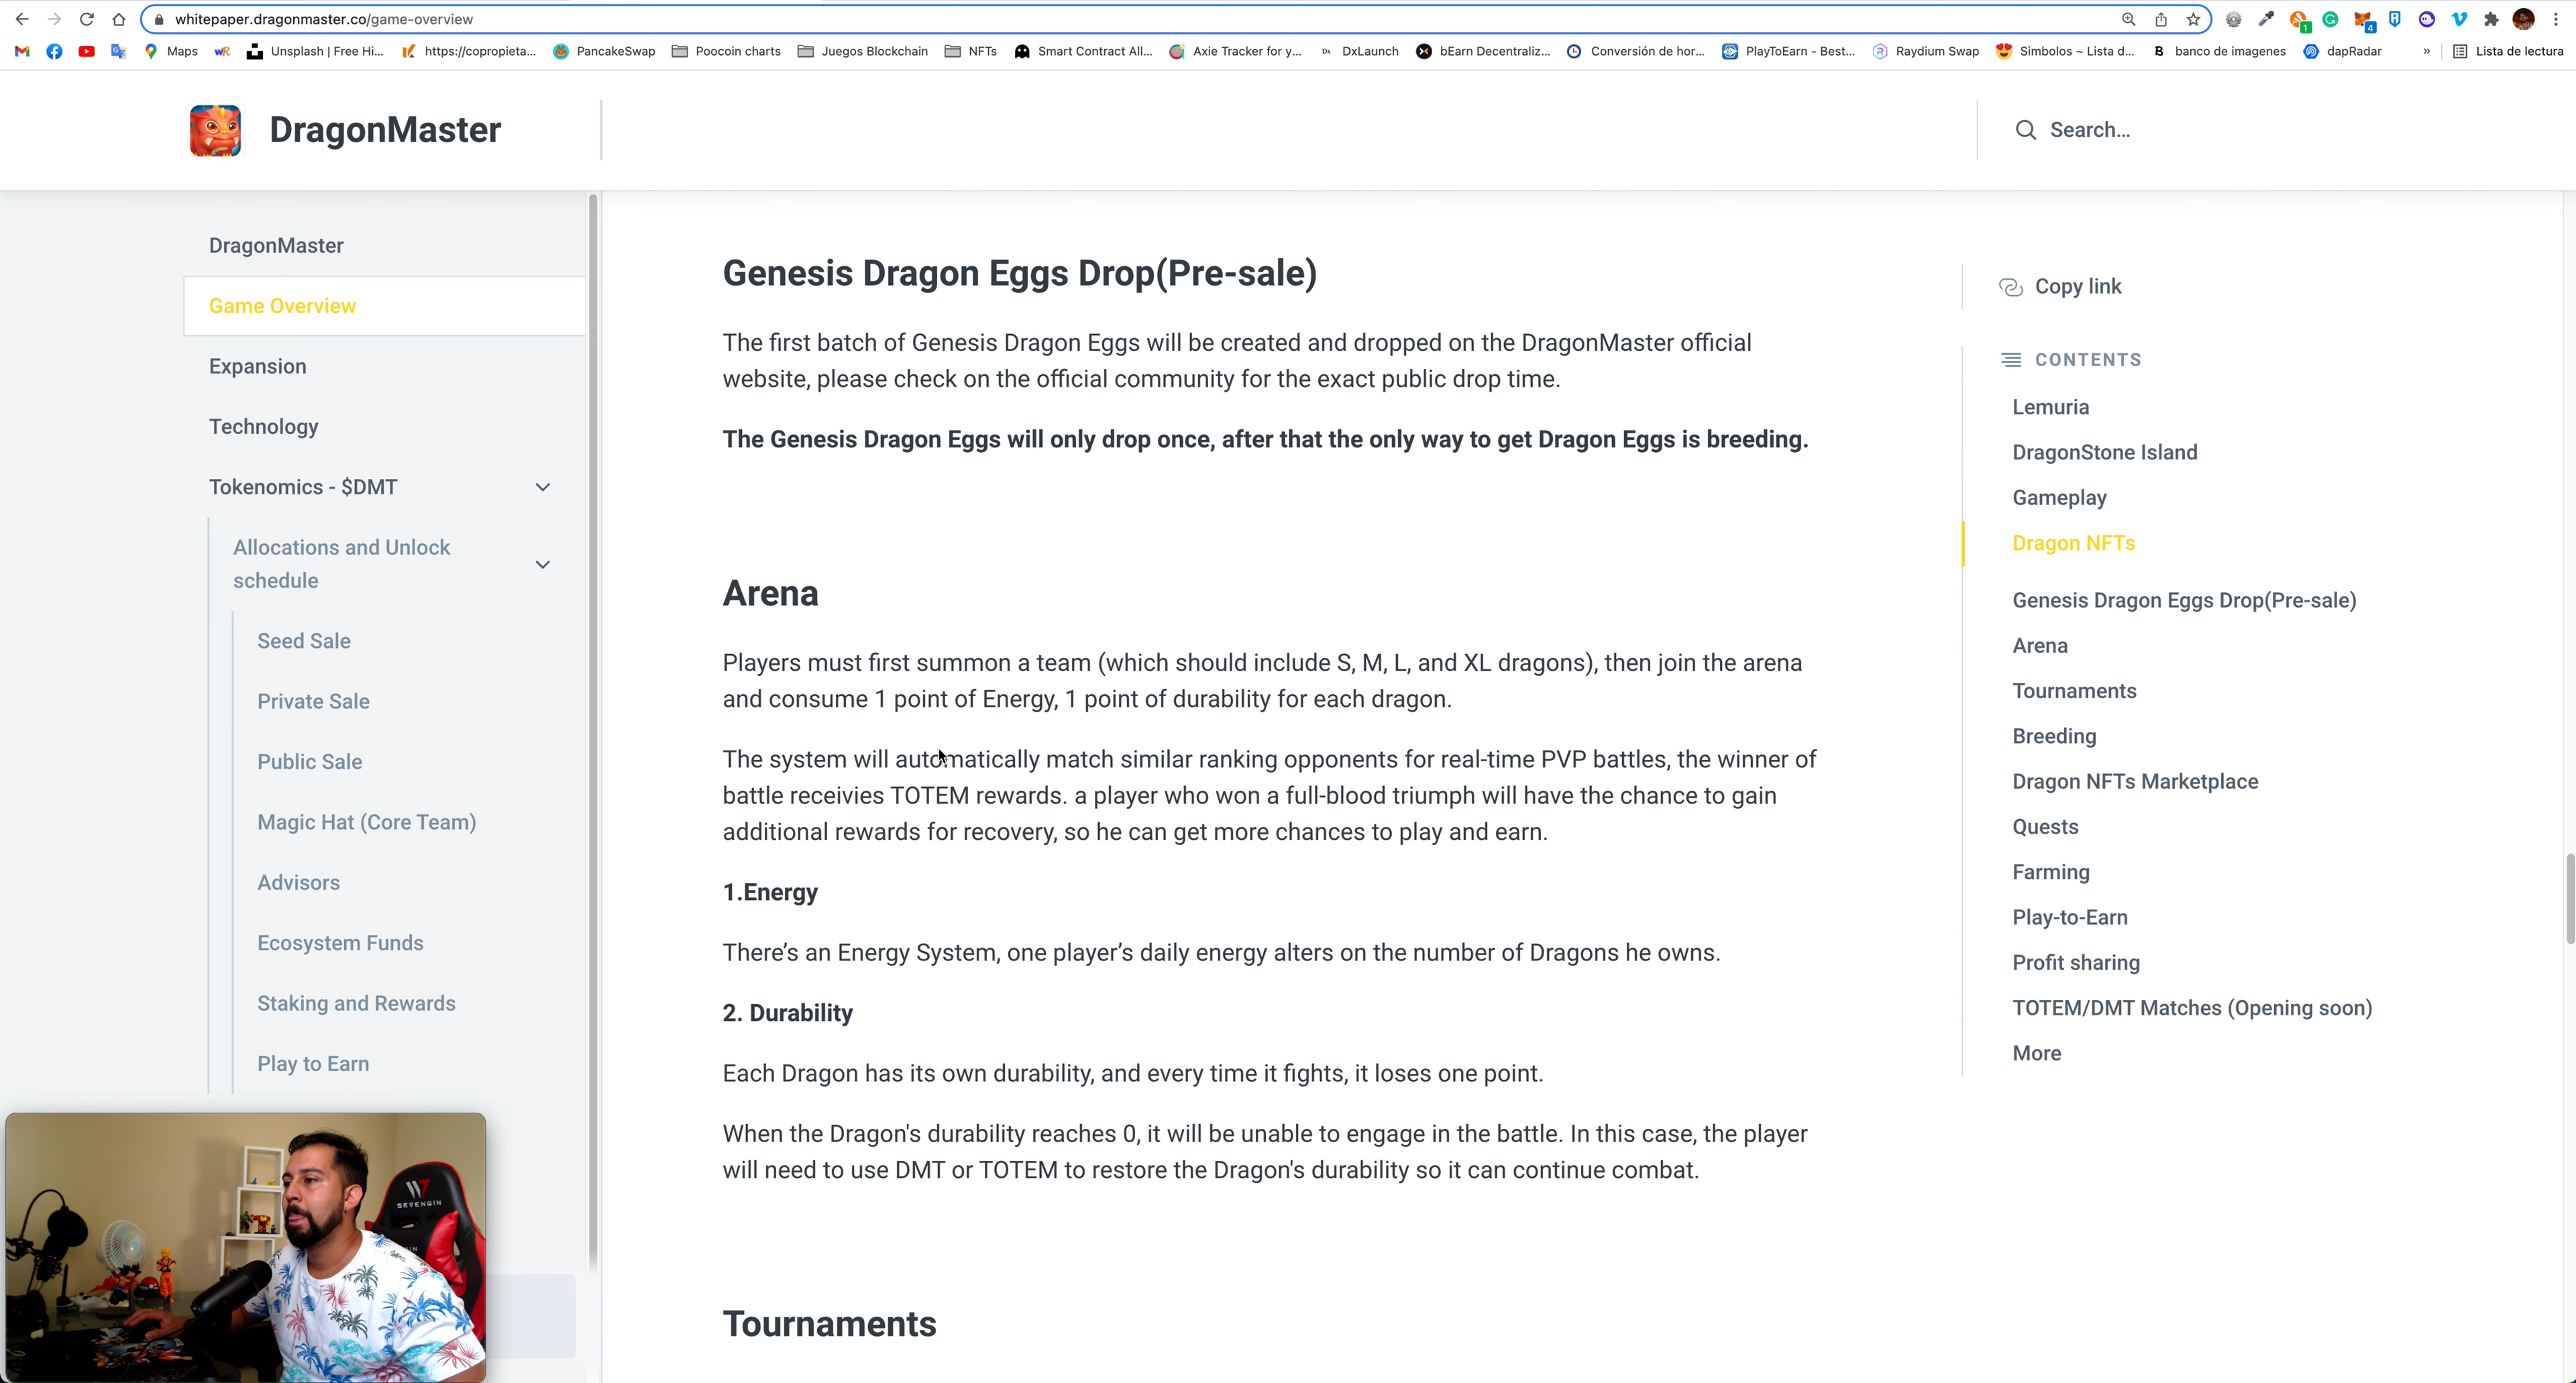 whitepaper.dragonmaster.co/game-overview
1
4
Maps
Unsplash | Free Hi...
https://copropieta...
PancakeSwap
Poocoin charts
Juegos Blockchain
NFTs
Smart Contract All...
Axie Tracker for y...
DxLaunch
bEarn Decentraliz...
Conversión de hor...
PlayToEarn - Best...
Raydium Swap
Simbolos ~ Lista d...
banco de imagenes
dapRadar
»
Lista de lectura
DragonMaster
Search...
DragonMaster
Game Overview
Expansion
Technology
Tokenomics - $DMT
Allocations and Unlock
schedule
Seed Sale
Private Sale
Public Sale
Magic Hat (Core Team)
Advisors
Ecosystem Funds
Staking and Rewards
Play to Earn
Genesis Dragon Eggs Drop(Pre-sale)
The first batch of Genesis Dragon Eggs will be created and dropped on the DragonMaster official
website, please check on the official community for the exact public drop time.
The Genesis Dragon Eggs will only drop once, after that the only way to get Dragon Eggs is breeding.
Arena
Players must first summon a team (which should include S, M, L, and XL dragons), then join the arena
and consume 1 point of Energy, 1 point of durability for each dragon.
The system will automatically match similar ranking opponents for real-time PVP battles, the winner of
battle receivies TOTEM rewards. a player who won a full-blood triumph will have the chance to gain
additional rewards for recovery, so he can get more chances to play and earn.
1.Energy
There’s an Energy System, one player’s daily energy alters on the number of Dragons he owns.
2. Durability
Each Dragon has its own durability, and every time it fights, it loses one point.
When the Dragon's durability reaches 0, it will be unable to engage in the battle. In this case, the player
will need to use DMT or TOTEM to restore the Dragon's durability so it can continue combat.
Tournaments
Copy link
CONTENTS
Lemuria
DragonStone Island
Gameplay
Dragon NFTs
Genesis Dragon Eggs Drop(Pre-sale)
Arena
Tournaments
Breeding
Dragon NFTs Marketplace
Quests
Farming
Play-to-Earn
Profit sharing
TOTEM/DMT Matches (Opening soon)
More
SEVENWIN